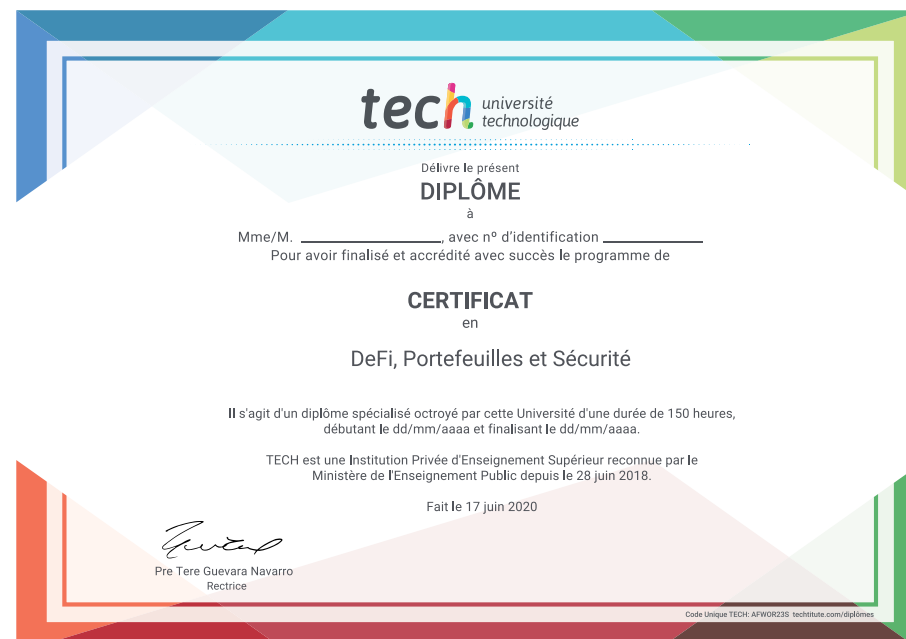 tech université
technologique
Délivre le présent
DIPLÔME
à
Mme/M. ____________, avec nº d'identification ____________
Pour avoir finalisé et accrédité avec succès le programme de
CERTIFICAT
en
DeFi, Portefeuilles et Sécurité
Il s'agit d'un diplôme spécialisé octroyé par cette Université d'une durée de 150 heures,
débutant le dd/mm/aaaa et finalisant le dd/mm/aaaa.
TECH est une Institution Privée d'Enseignement Supérieur reconnue par le
Ministère de l'Enseignement Public depuis le 28 juin 2018.
Fait le 17 juin 2020
Pre Tere Guevara Navarro
Rectrice
Code Unique TECH: AFWOR23S techtitute.com/diplômes